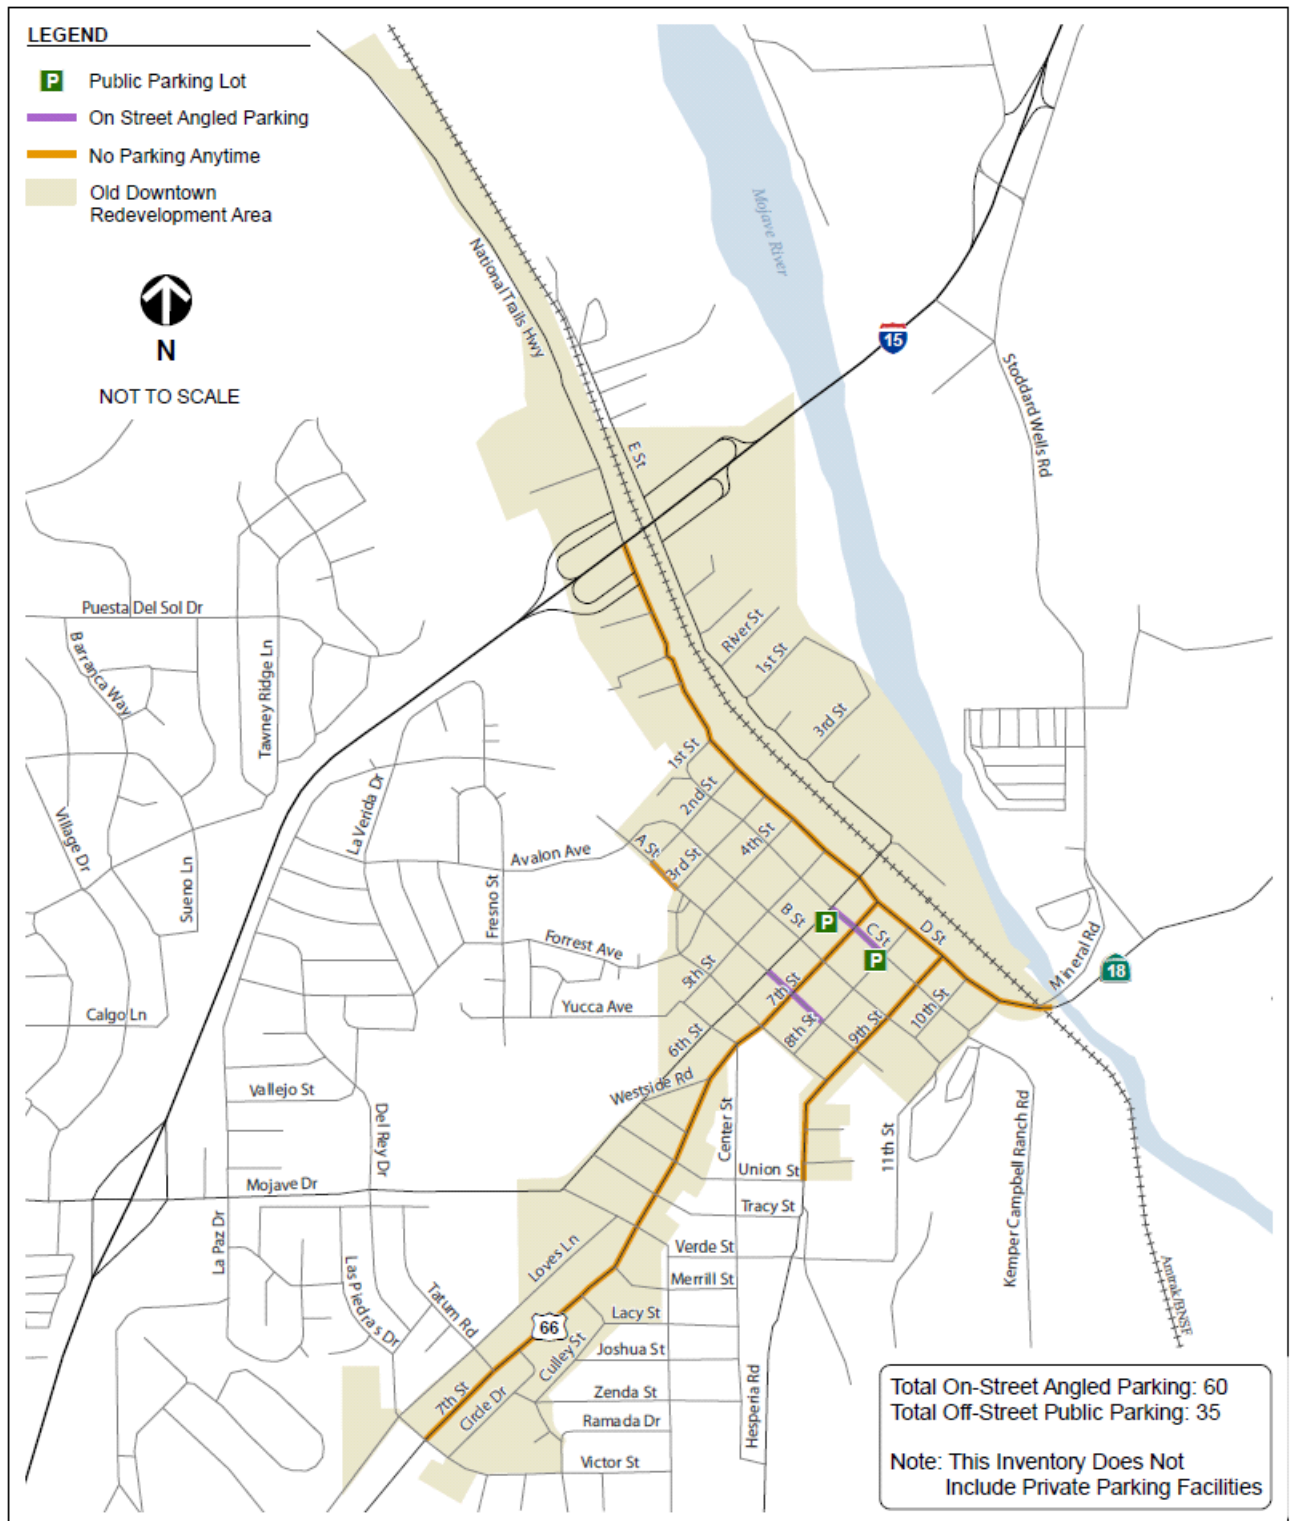 LEGEND
P
Public Parking Lot
On Street Angled Parking
No Parking Anytime
Old Downtown
Redevelopment Area
N
NOT TO SCALE
National Trails Hwy
Mojave River
15
Stoddard Wells Rd
E St
Puesta Del Sol Dr
Barranca Way
Tawney Ridge Ln
River St
1st St
3rd St
1st St
2nd St
La Verida Dr
Village Dr
Sueno Ln
Avalon Ave
A St
3rd St
4th St
Fresno St
B St
P
C St
D St
P
Forrest Ave
5th St
7th St
Mineral Rd
18
Calgo Ln
Yucca Ave
6th St
8th St
9th St
10th St
Westside Rd
Vallejo St
Del Rey Dr
Center St
11th St
Kemper Campbell Ranch Rd
Mojave Dr
Union St
Tracy St
La Paz Dr
Las Piedras Dr
Tatum Rd
Loves Ln
Verde St
Merrill St
Amtrak/BNSF
66
Lacy St
Culley St
Joshua St
7th St
Circle Dr
Zenda St
Ramada Dr
Hesperia Rd
Victor St
Total On-Street Angled Parking: 60
Total Off-Street Public Parking: 35
Note: This Inventory Does Not
Include Private Parking Facilities